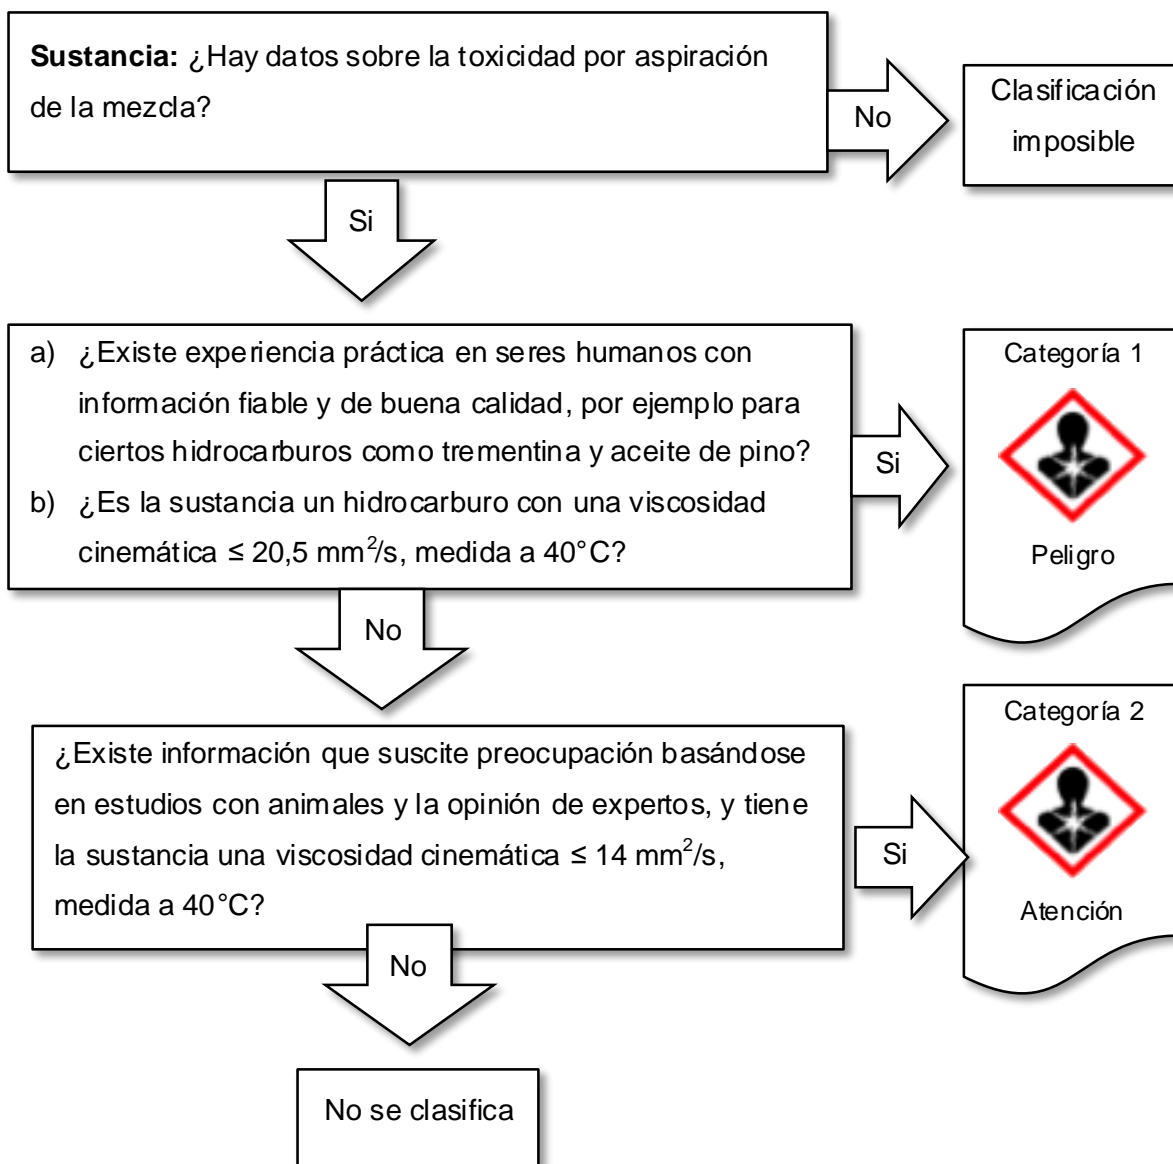 Sustancia: ¿Hay datos sobre la toxicidad por aspiración
de la mezcla?
No
Clasificación
imposible
Si
a) ¿Existe experiencia práctica en seres humanos con
información fiable y de buena calidad, por ejemplo para
ciertos hidrocarburos como trementina y aceite de pino?
b) ¿Es la sustancia un hidrocarburo con una viscosidad
cinemática ≤ 20,5 mm²/s, medida a 40°C?
Si
Categoría 1
Peligro
No
¿Existe información que suscite preocupación basándose
en estudios con animales y la opinión de expertos, y tiene
la sustancia una viscosidad cinemática ≤ 14 mm²/s,
medida a 40°C?
Si
Categoría 2
Atención
No
No se clasifica